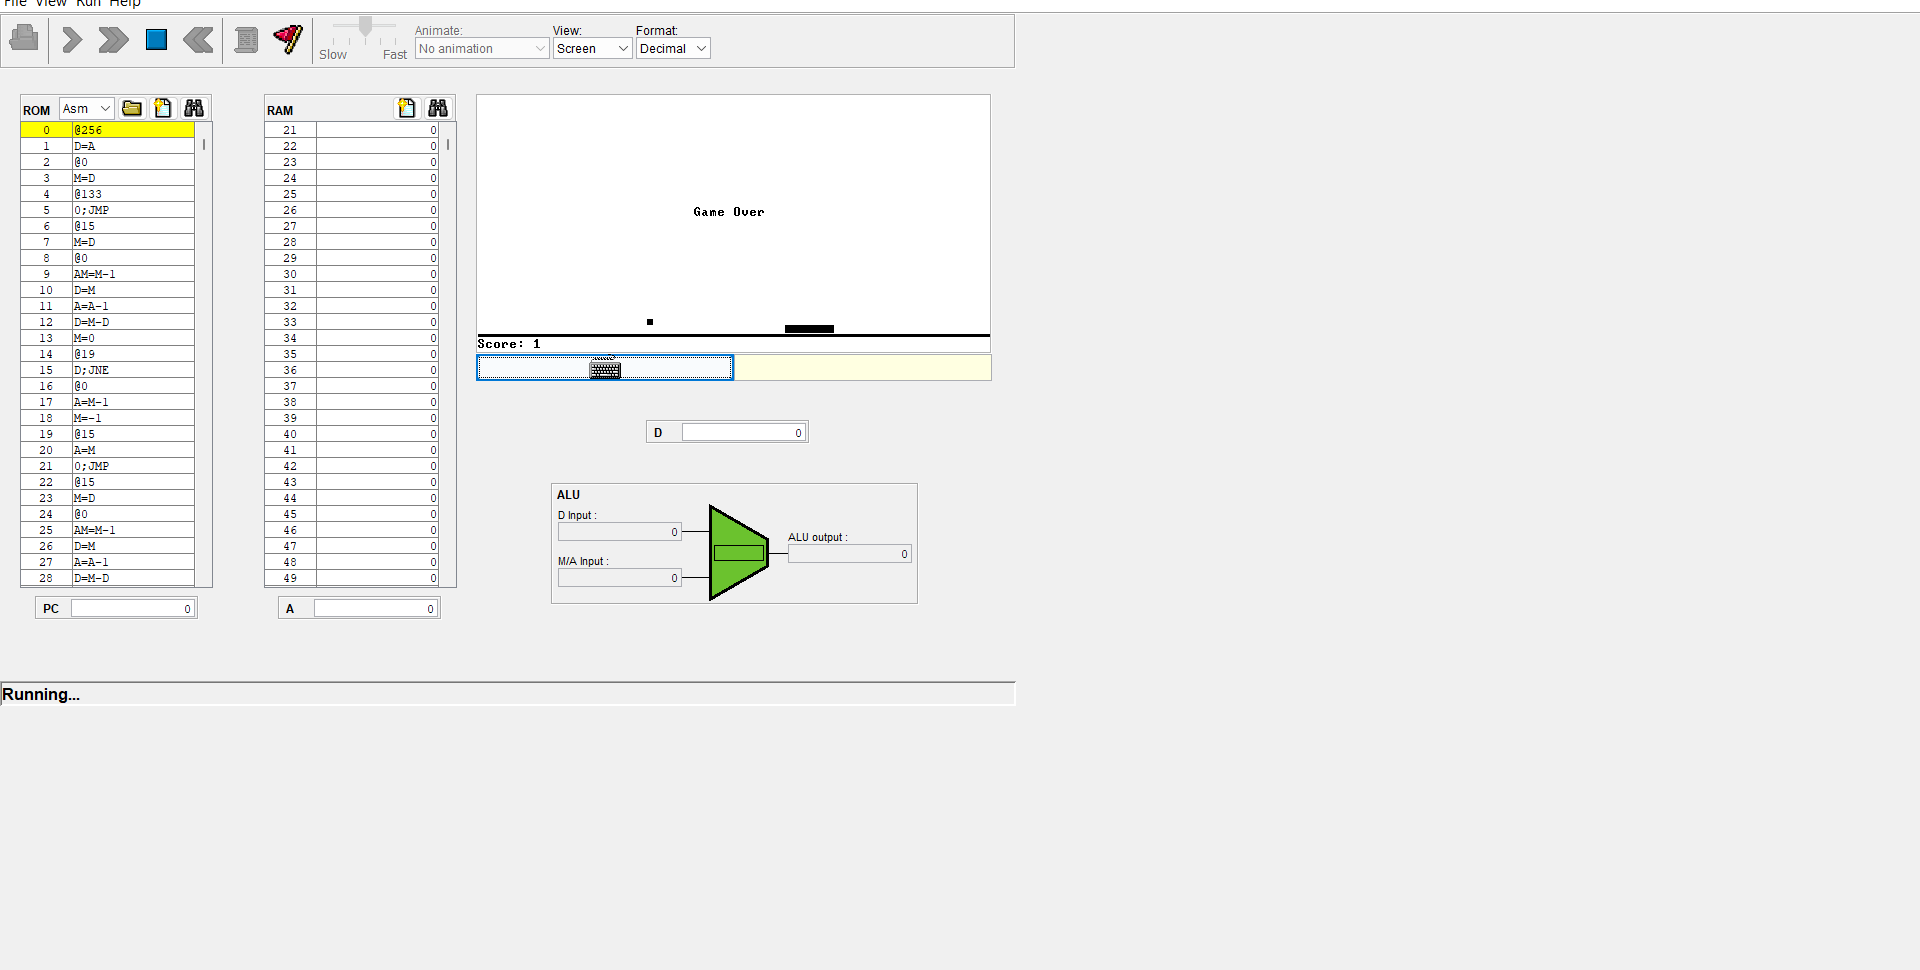 File View Run Help
Animate: View: Format:
Slow Fast No animation Screen Decimal
ROM Asm
0 @256
1 D=A
2 @0
3 M=D
4 @133
5 0;JMP
6 @15
7 M=D
8 @0
9 AM=M-1
10 D=M
11 A=A-1
12 D=M-D
13 M=0
14 @19
15 D;JNE
16 @0
17 A=M-1
18 M=-1
19 @15
20 A=M
21 0;JMP
22 @15
23 M=D
24 @0
25 AM=M-1
26 D=M
27 A=A-1
28 D=M-D
PC 0
RAM
21 0
22 0
23 0
24 0
25 0
26 0
27 0
28 0
29 0
30 0
31 0
32 0
33 0
34 0
35 0
36 0
37 0
38 0
39 0
40 0
41 0
42 0
43 0
44 0
45 0
46 0
47 0
48 0
49 0
A 0
Game Over
Score: 1
D 0
ALU
D Input :
0
M/A Input :
0
ALU output :
0
Running...